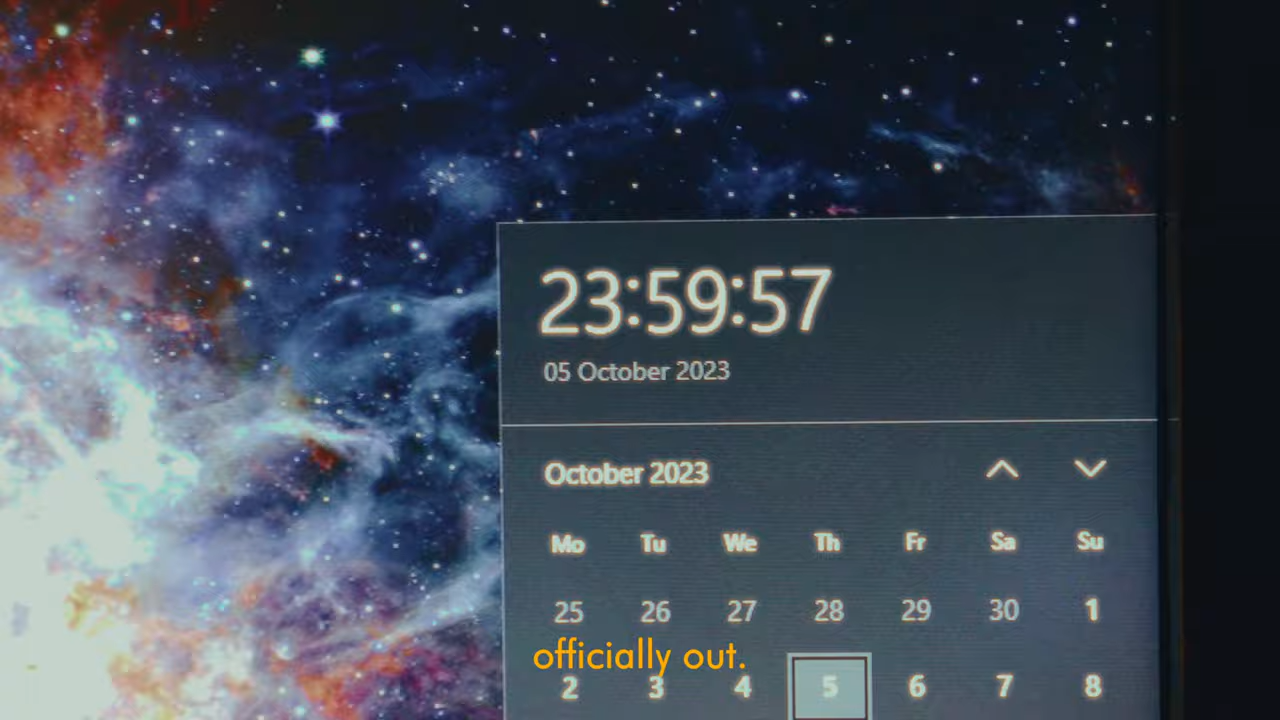 23:59:57
05 October 2023
October 2023
Mo Tu We Th Fr Sa Su
25 26 27 28 29 30 1
officially out.
2 3 4 5 6 7 8